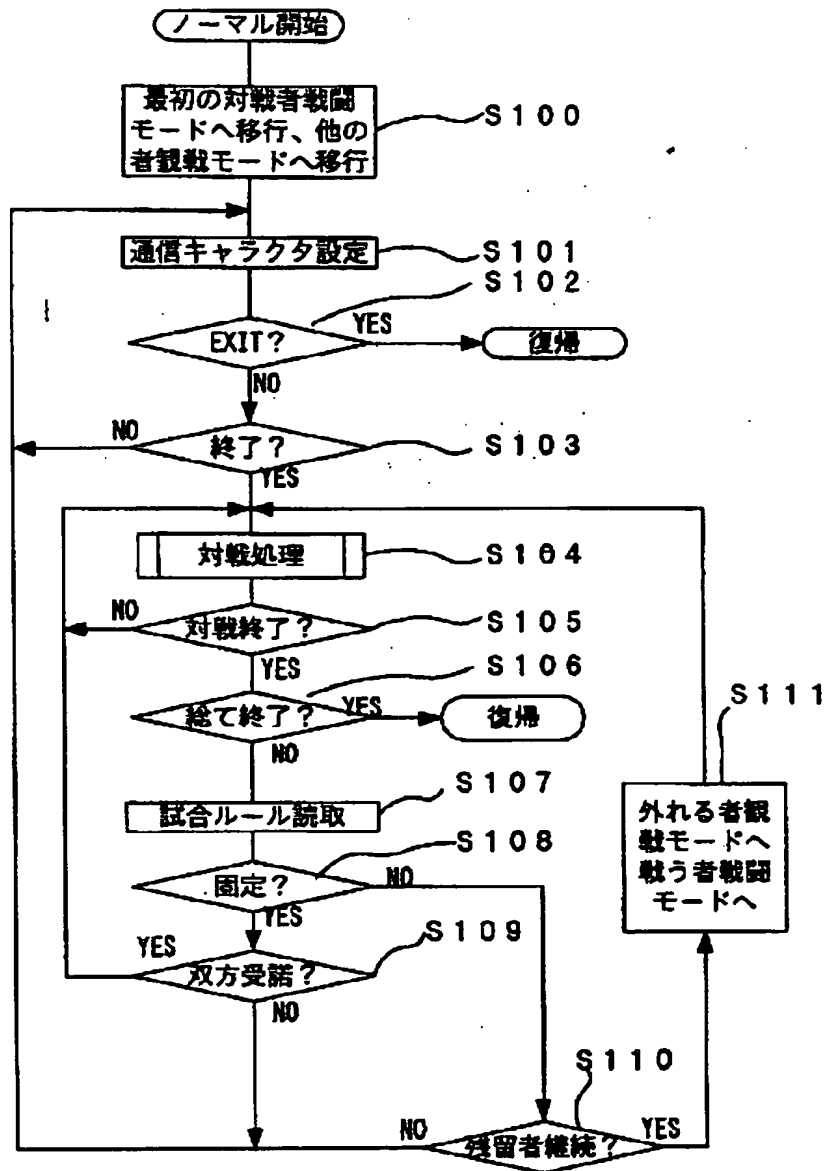 ノーマル開始
最初の対戦者戦闘
モードへ移行、他の
者観戦モードへ移行
S100
通信キャラクタ設定
S101
S102
EXIT?
YES
復帰
NO
NO
終了?
S103
YES
対戦処理
S104
NO
対戦終了?
S105
YES
S106
総て終了?
YES
復帰
NO
S111
S107
試合ルール読取
外れる者観
戦モードへ
戦う者戦闘
モードへ
S108
固定?
NO
YES
S109
YES
双方受諾?
NO
S110
NO
残留者継続?
YES